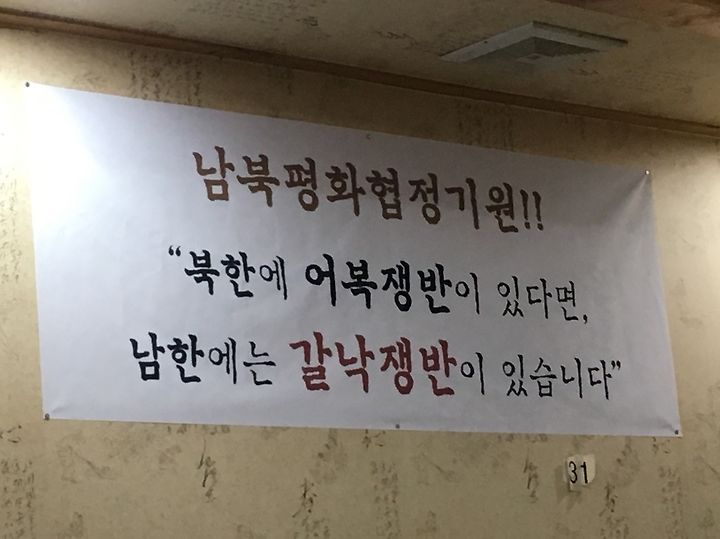 남북평화협정기원!!
“북한에 어복쟁반이 있다면,
남한에는 갈낙쟁반이 있습니다”
31